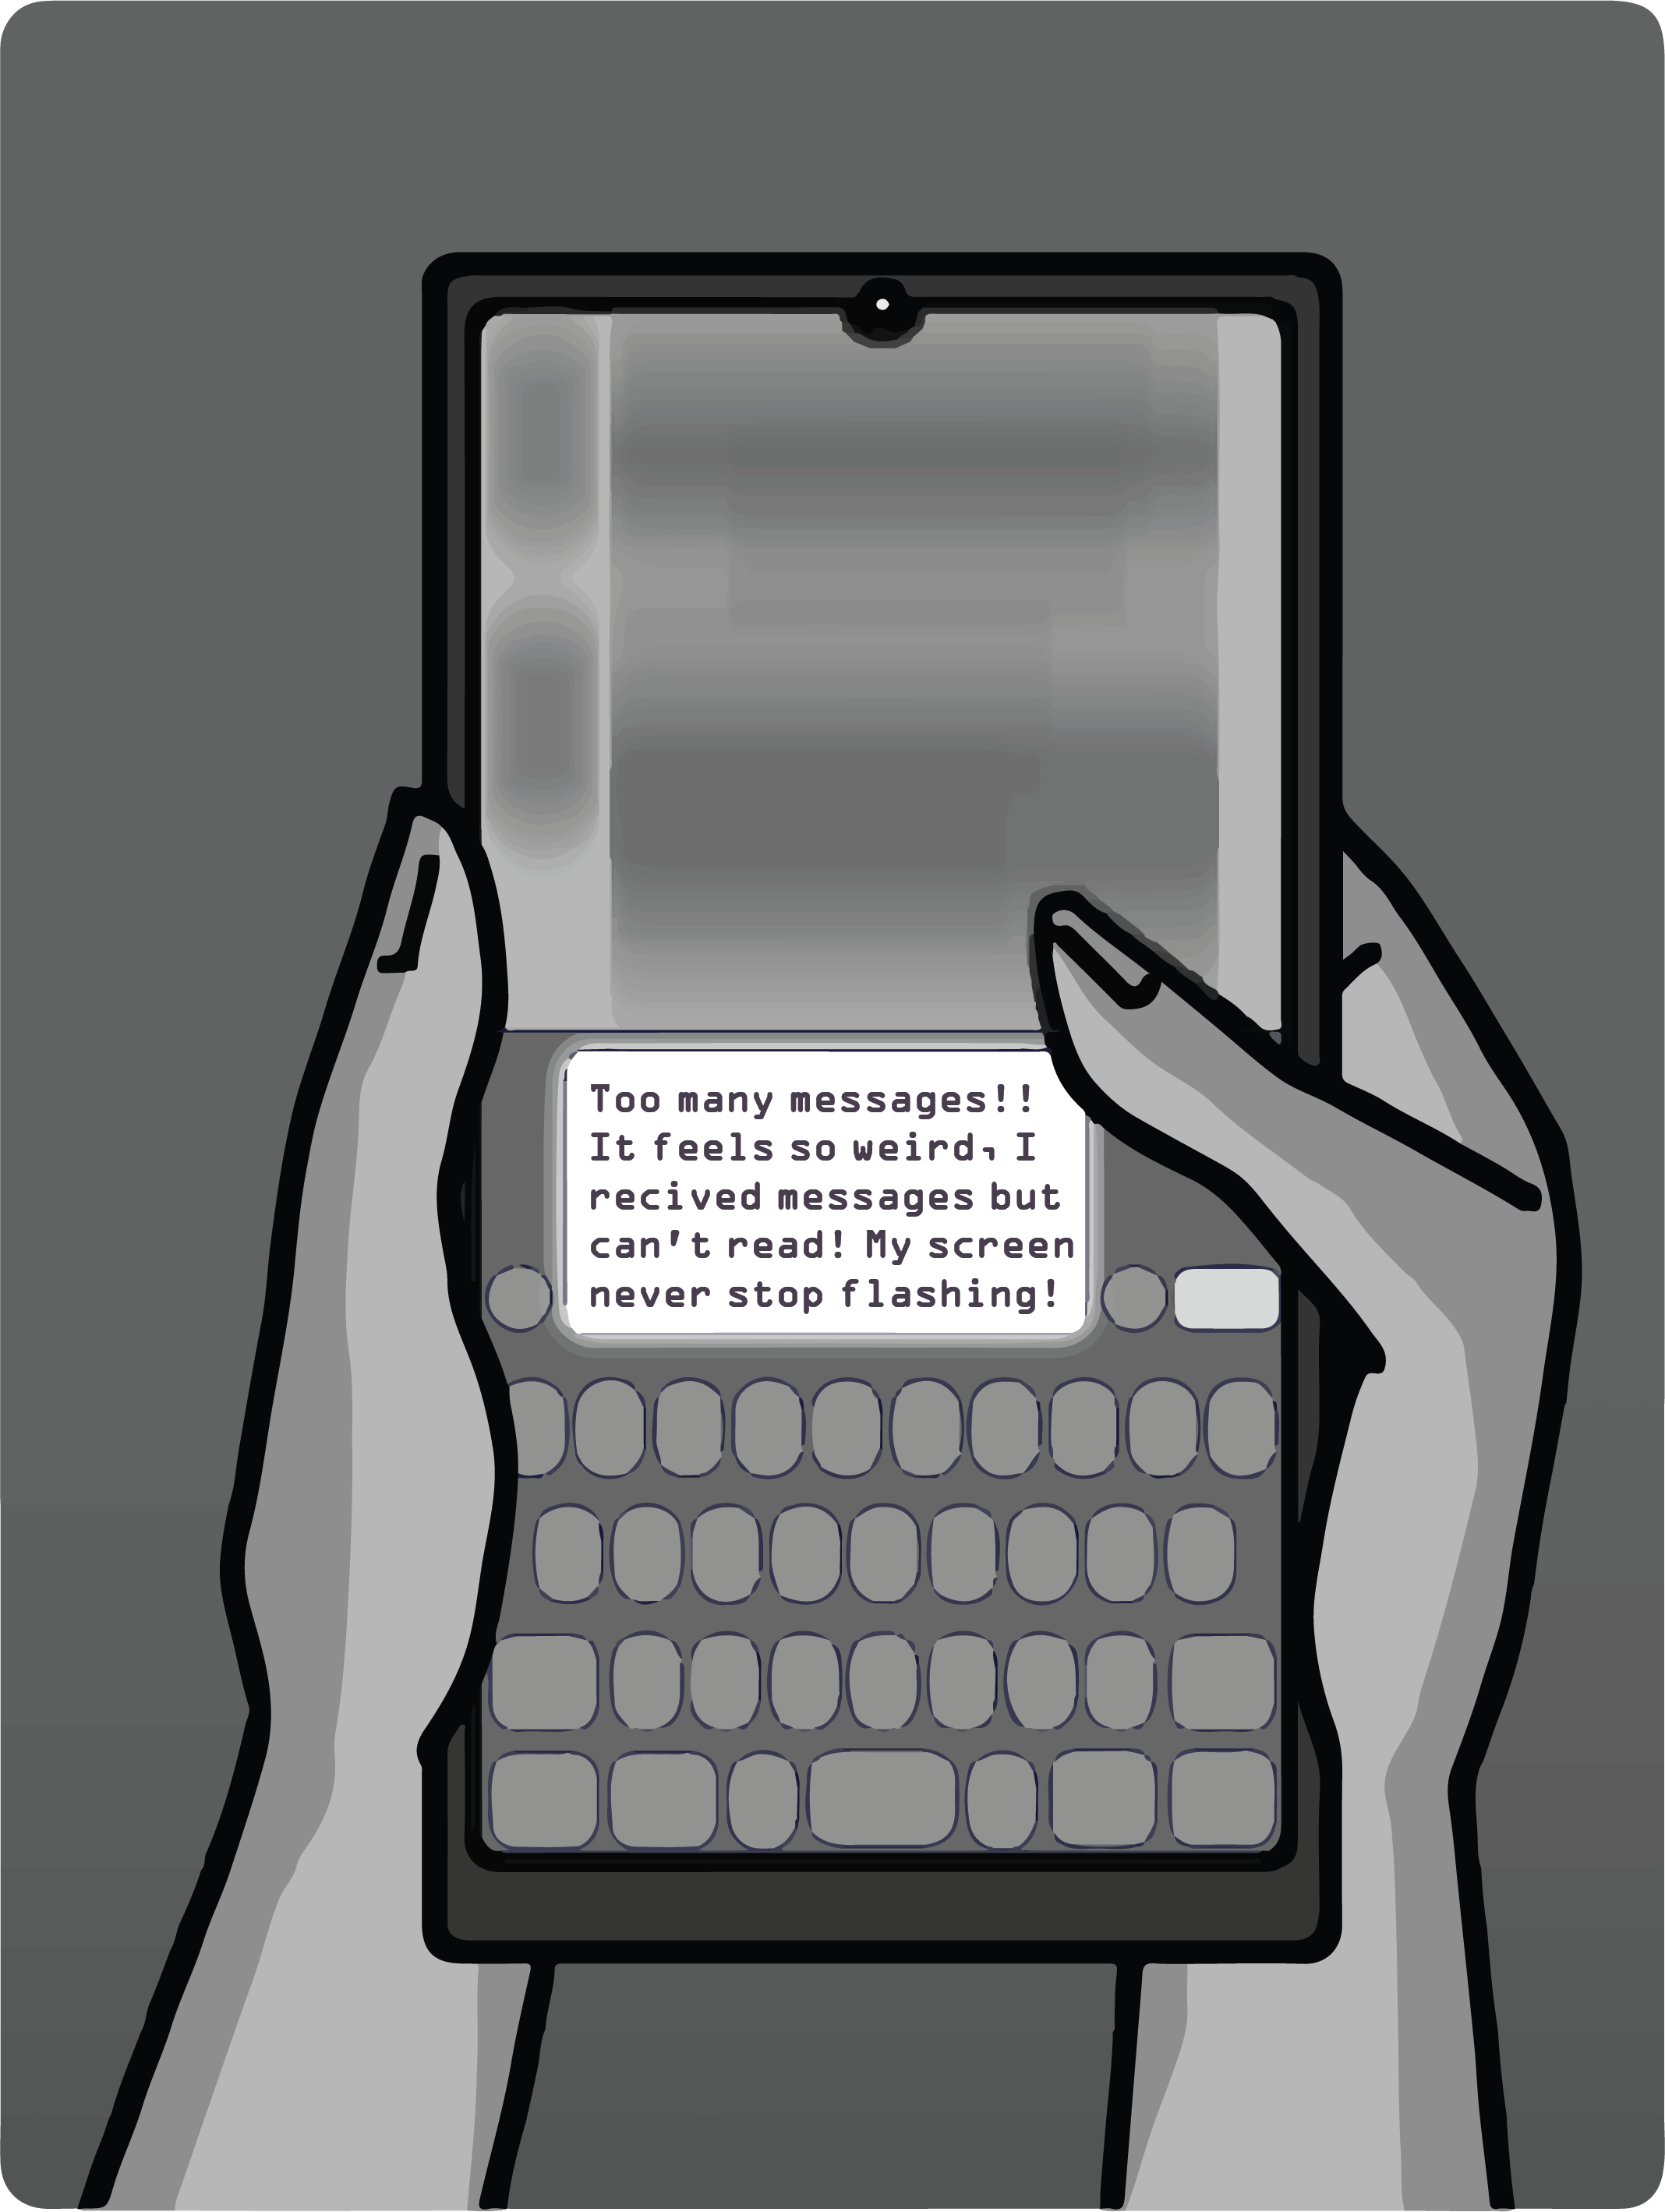 Too many messages!!
It feels so weird, I
recived messages but
can't read! My screen
never stop flashing!